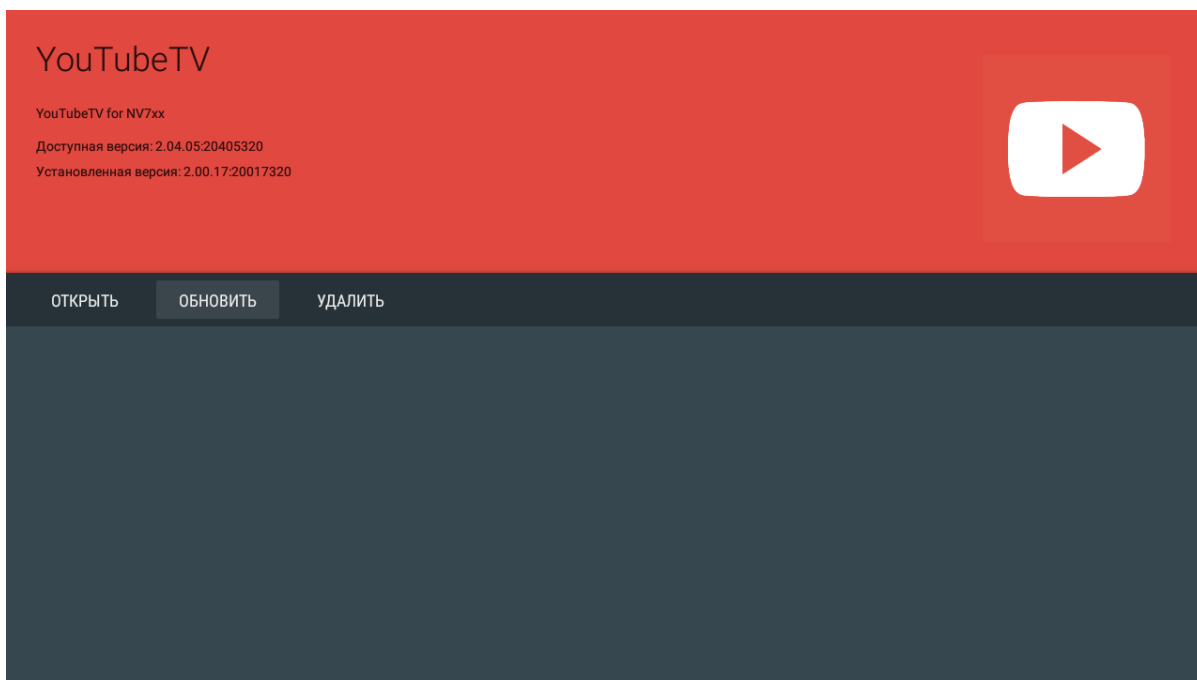 YouTubeTV
YouTubeTV for NV7xx
Доступная версия: 2.04.05:20405320
Установленная версия: 2.00.17:20017320
ОТКРЫТЬ ОБНОВИТЬ УДАЛИТЬ